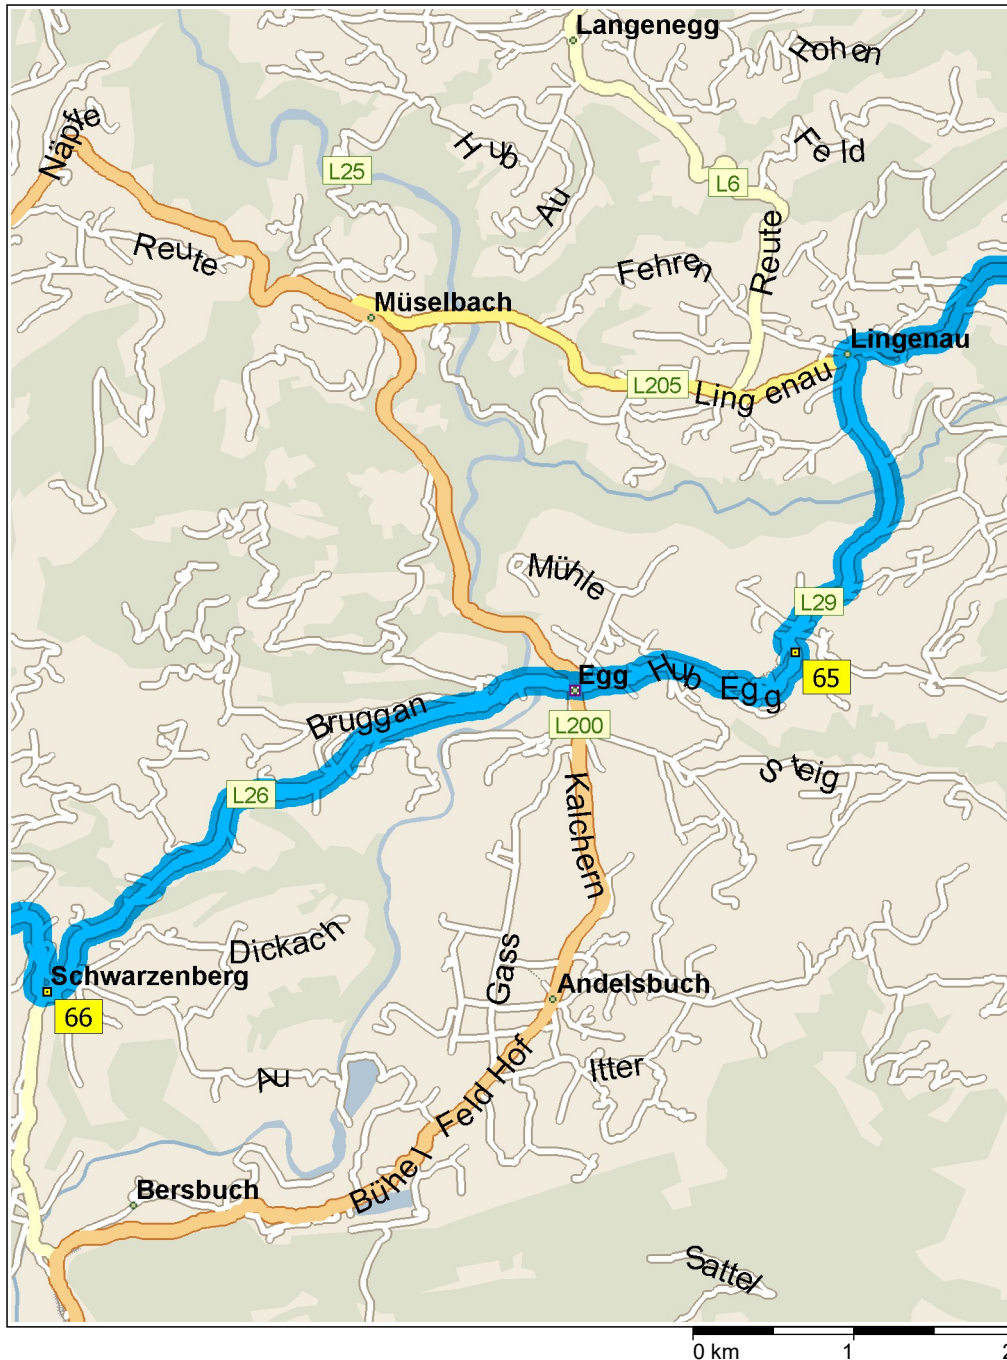 Langenegg
Hohen
Näpfle
Hub
Feld
L25
L6
Au
Reute
Reute
Fehren
Müselbach
Lingenau
L205
Lingenau
Mühle
L29
Egg
Hub
Egg
65
Bruggan
L200
Steig
L26
Kalchern
Dickach
Gass
Schwarzenberg
Andelsbuch
66
Au
Itter
Hof
Feld
Bühel
Bersbuch
Sattel
0 km 1 2